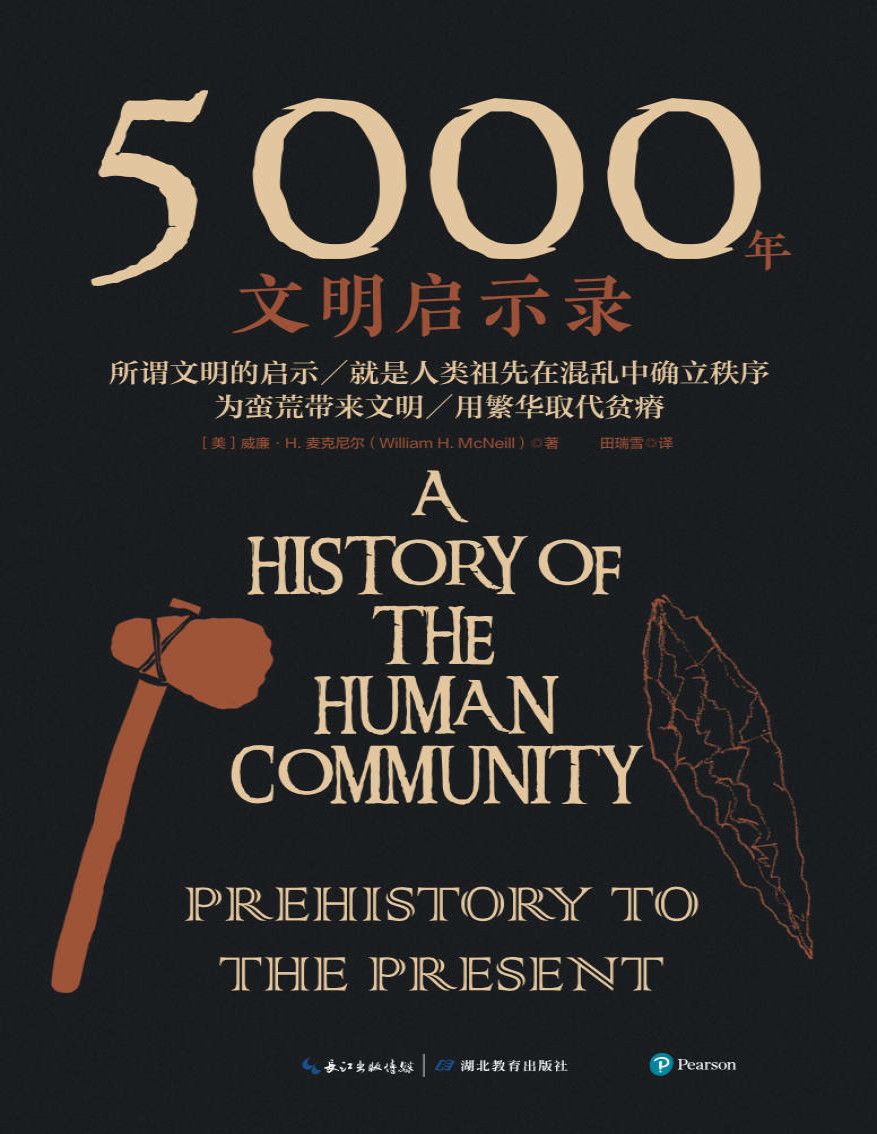 5000年
文明启示录
所谓文明的启示／就是人类祖先在混乱中确立秩序
为蛮荒带来文明／用繁华取代贫瘠
［美］威廉·H. 麦克尼尔（William H. McNeill）◎著 田瑞雪◎译
A
HISTORY OF
THE
HUMAN
COMMUNITY
PREHISTORY TO
THE PRESENT
长江出版传媒 湖北教育出版社 Pearson